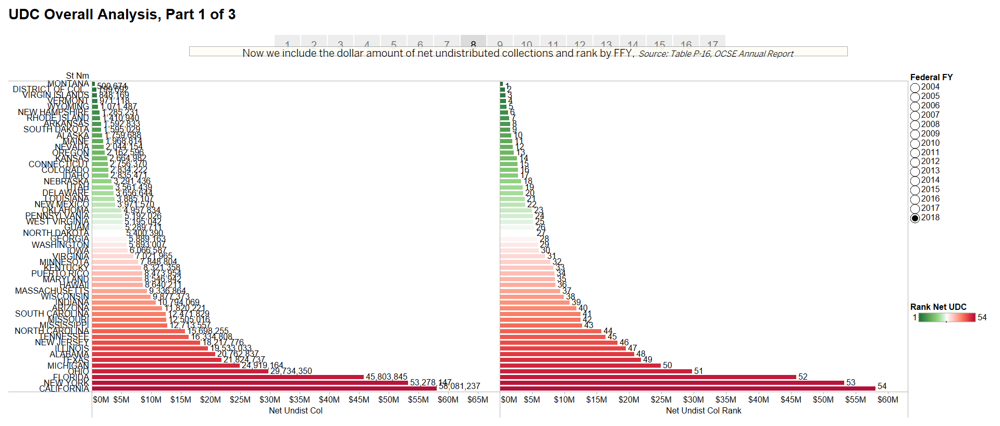 UDC Overall Analysis, Part 1 of 3
1 2 3 4 5 6 7 8 9 10 11 12 13 14 15 16 17
Now we include the dollar amount of net undistributed collections and rank by FFY, Source: Table P-16, OCSE Annual Report
St Nm
MONTANA 500,674 1
DISTRICT OF COL.. 799,692 2
VIRGIN ISLANDS 848,169 3
VERMONT 971,118 4
WYOMING 1,071,487 5
NEW HAMPSHIRE 1,285,231 6
RHODE ISLAND 1,410,940 7
ARKANSAS 1,592,833 8
SOUTH DAKOTA 1,595,029 9
ALASKA 1,759,688 10
MAINE 1,968,814 11
NEVADA 2,044,154 12
OREGON 2,162,596 13
KANSAS 2,664,982 14
CONNECTICUT 2,756,370 15
COLORADO 2,834,222 16
IDAHO 2,835,471 17
NEBRASKA 3,291,436 18
UTAH 3,561,439 19
DELAWARE 3,656,644 20
LOUISIANA 3,885,107 21
NEW MEXICO 3,971,570 22
OKLAHOMA 4,957,834 23
PENNSYLVANIA 5,192,026 24
WEST VIRGINIA 5,195,042 25
GUAM 5,289,711 26
NORTH DAKOTA 5,400,390 27
GEORGIA 5,889,163 28
WASHINGTON 5,893,007 29
IOWA 6,066,587 30
VIRGINIA 7,021,965 31
MINNESOTA 7,848,804 32
KENTUCKY 8,321,358 33
PUERTO RICO 8,473,954 34
MARYLAND 8,546,942 35
HAWAII 8,640,211 36
MASSACHUSETTS 9,336,864 37
WISCONSIN 9,877,373 38
INDIANA 10,794,069 39
ARIZONA 11,820,221 40
SOUTH CAROLINA 12,471,829 41
MISSOURI 12,505,016 42
MISSISSIPPI 12,713,557 43
NORTH CAROLINA 15,698,255 44
TENNESSEE 16,334,808 45
NEW JERSEY 18,217,776 46
ILLINOIS 19,533,033 47
ALABAMA 20,762,837 48
TEXAS 21,824,737 49
MICHIGAN 24,919,164 50
OHIO 29,734,350 51
FLORIDA 45,803,845 52
NEW YORK 53,278,147 53
CALIFORNIA 58,081,237 54
$0M $5M $10M $15M $20M $25M $30M $35M $40M $45M $50M $55M $60M $65M
Net Undist Col
$0M $5M $10M $15M $20M $25M $30M $35M $40M $45M $50M $55M $60M
Net Undist Col Rank
Federal FY
2004
2005
2006
2007
2008
2009
2010
2011
2012
2013
2014
2015
2016
2017
2018
Rank Net UDC
1 54